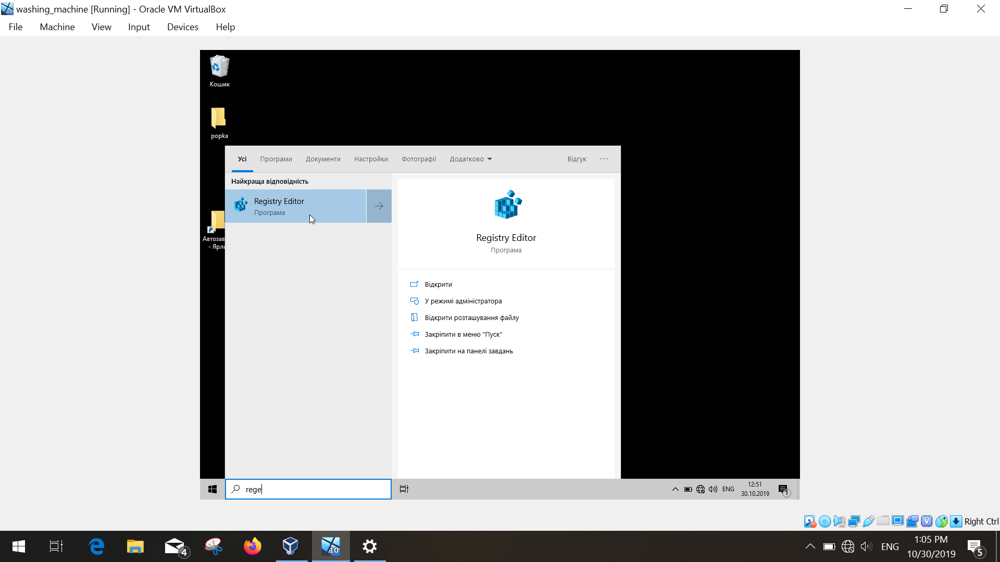 washing_machine [Running] - Oracle VM VirtualBox
File Machine View Input Devices Help
Кошик
popka
Автозав
- Ярли
Усі Програми Документи Настройки Фотографії Додатково Відгук ···
Найкраща відповідність
Registry Editor
Програма
Registry Editor
Програма
Відкрити
У режимі адміністратора
Відкрити розташування файлу
Закріпити в меню "Пуск"
Закріпити на панелі завдань
rege
ENG
12:51
30.10.2019
1
Right Ctrl
4
10
ENG
1:05 PM
10/30/2019
5